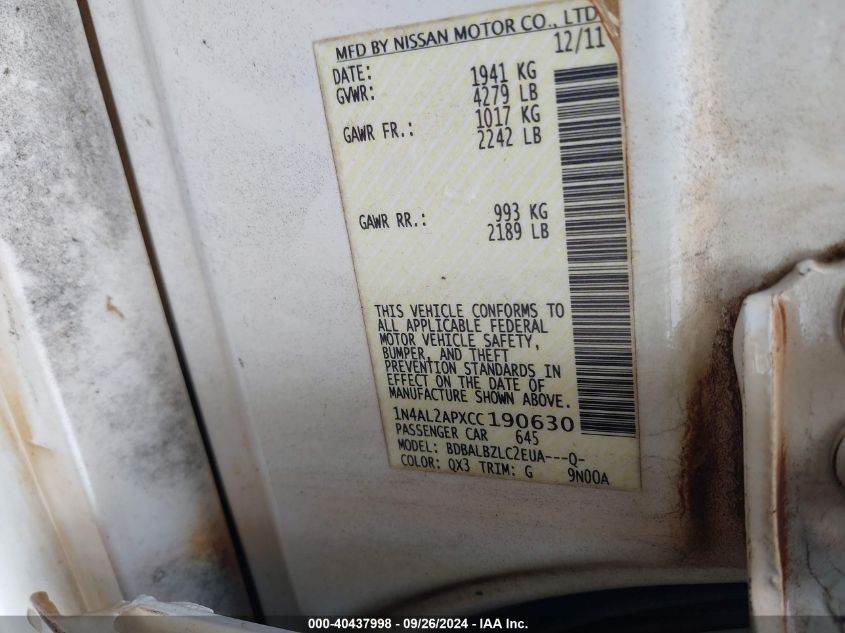 MFD BY NISSAN MOTOR CO., LTD
DATE: 12/11
GVWR: 1941 KG
4279 LB
GAWR FR.: 1017 KG
2242 LB
GAWR RR.: 993 KG
2189 LB
THIS VEHICLE CONFORMS TO
ALL APPLICABLE FEDERAL
MOTOR VEHICLE SAFETY,
BUMPER, AND THEFT
PREVENTION STANDARDS IN
EFFECT ON THE DATE OF
MANUFACTURE SHOWN ABOVE.
1N4AL2APXCC190630
PASSENGER CAR 645
MODEL: BDBALBZLC2EUA---Q-
COLOR: QX3 TRIM: G 9N00A
000-40437998 - 09/26/2024 - IAA Inc.